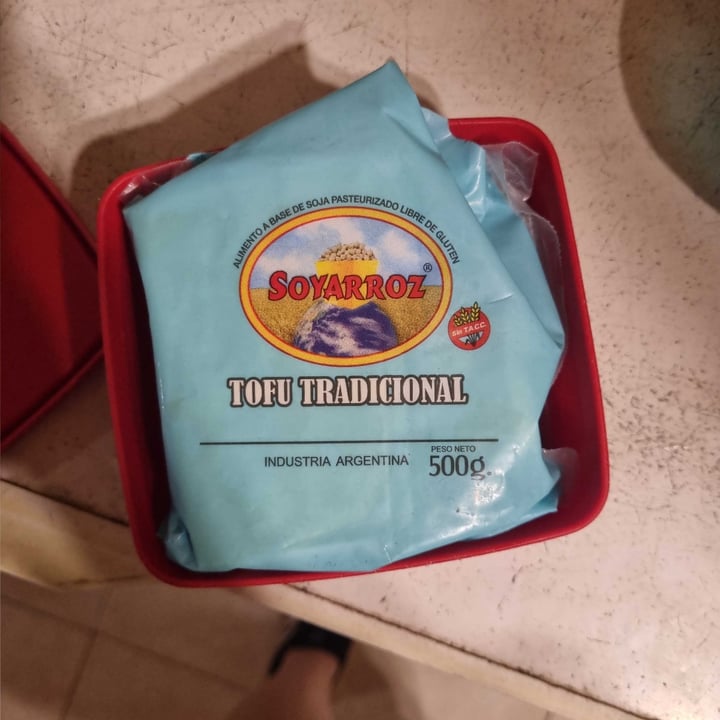 ALIMENTO A BASE DE SOJA PASTEURIZADO LIBRE DE GLUTEN
SOYARROZ®
Sin T.A.C.C.
TOFU TRADICIONAL
INDUSTRIA ARGENTINA
PESO NETO
500g.